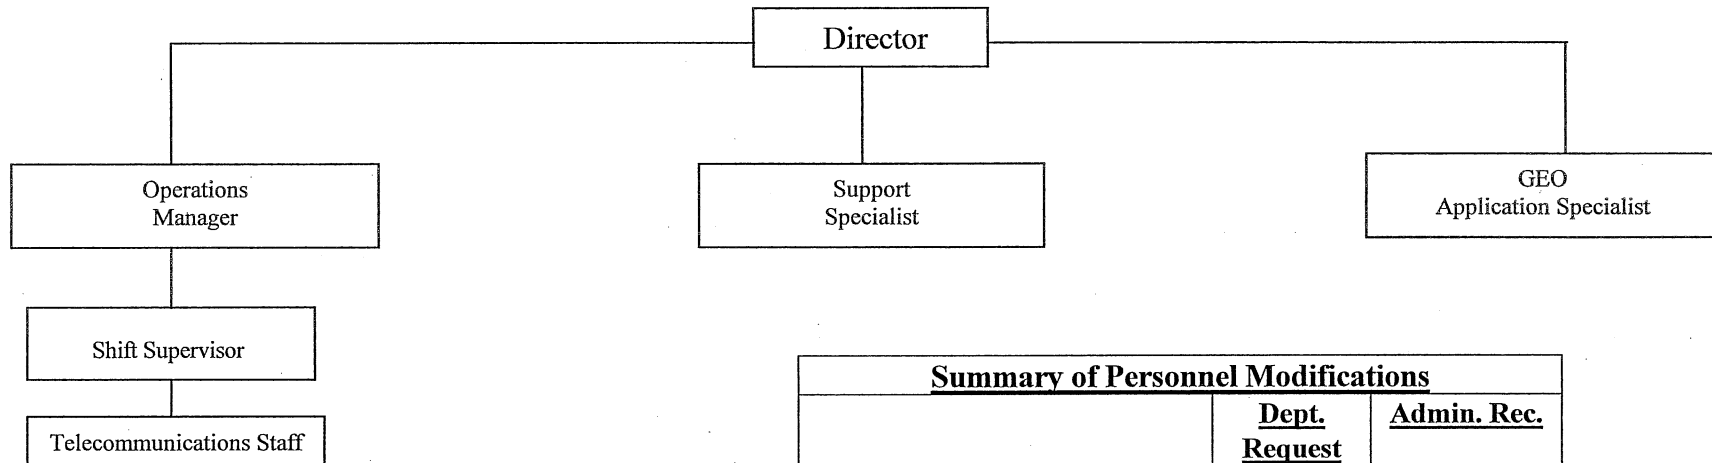 Director
Operations
Manager
Support
Specialist
GEO
Application Specialist
Shift Supervisor
Telecommunications Staff
Summary of Personnel Modifications
Dept.
Request
Admin. Rec.